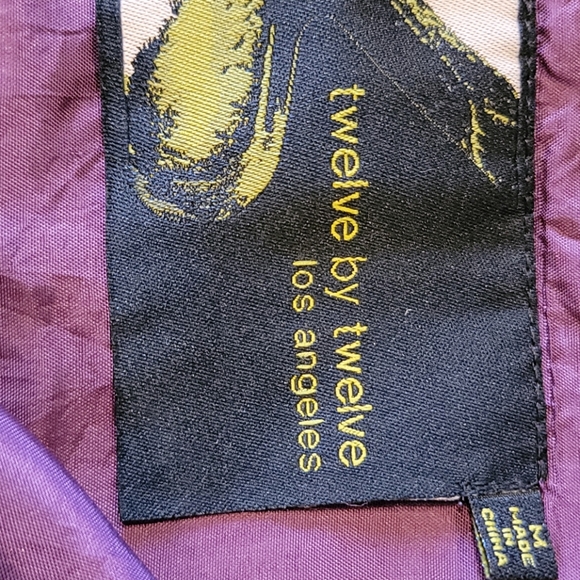 twelve by twelve
los angeles
M
MADE
IN
CHINA